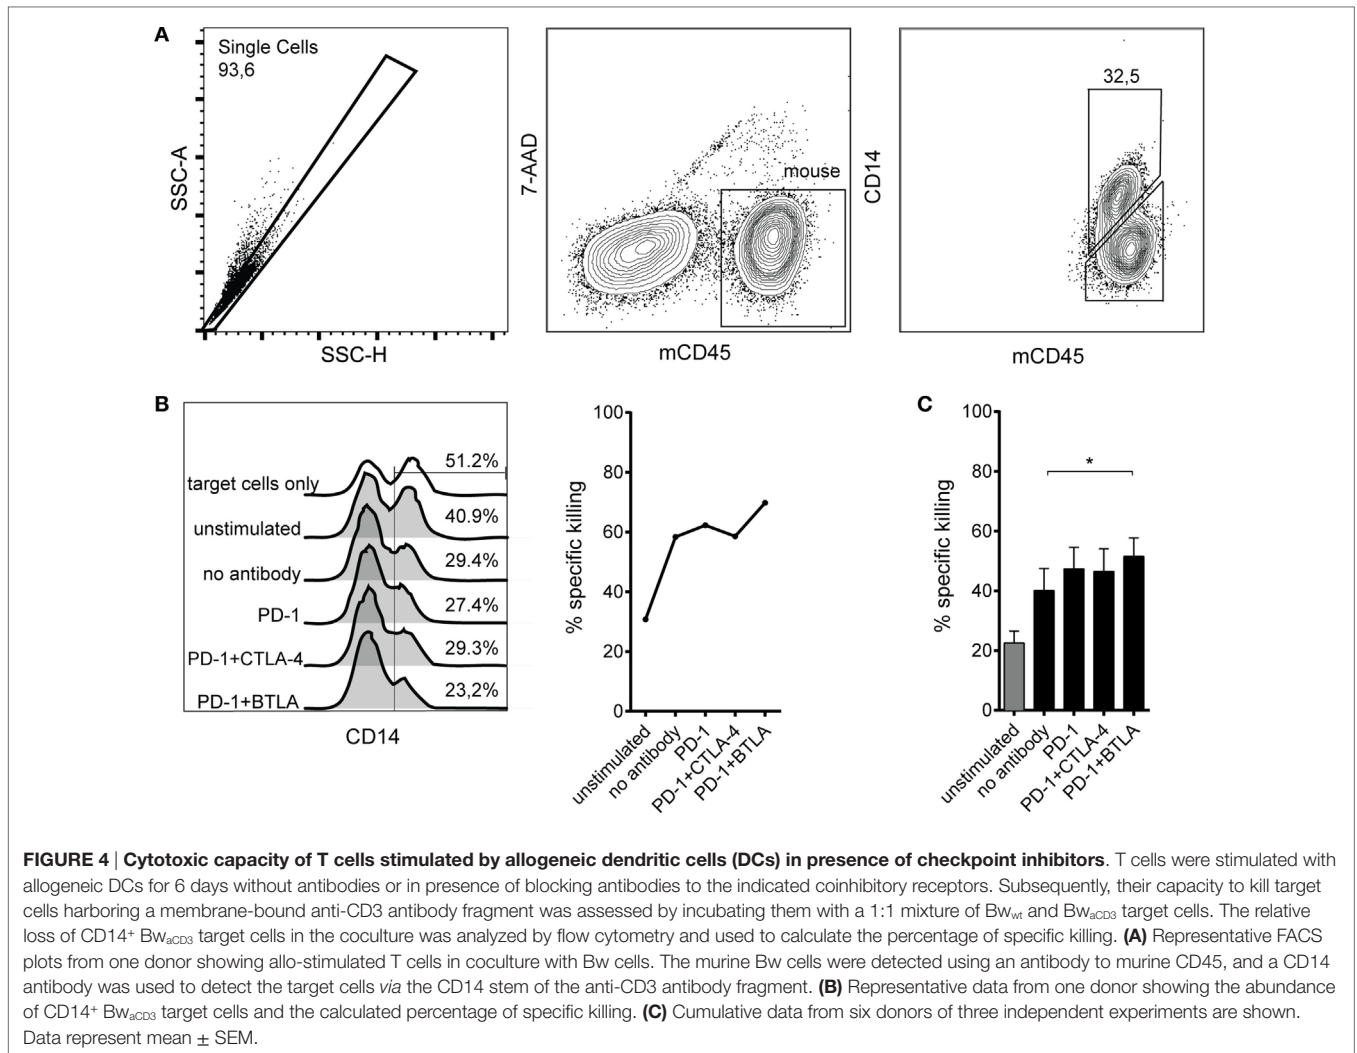 A
Single Cells
93,6
SSC-A
SSC-H
7-AAD
mouse
mCD45
CD14
32,5
mCD45
B
target cells only
51.2%
unstimulated
40.9%
no antibody
29.4%
PD-1
27.4%
PD-1+CTLA-4
29.3%
PD-1+BTLA
23,2%
CD14
% specific killing
100
80
60
40
20
0
unstimulated
no antibody
PD-1
PD-1+CTLA-4
PD-1+BTLA
C
% specific killing
100
80
60
40
20
0
*
unstimulated
no antibody
PD-1
PD-1+CTLA-4
PD-1+BTLA
FIGURE 4 | Cytotoxic capacity of T cells stimulated by allogeneic dendritic cells (DCs) in presence of checkpoint inhibitors. T cells were stimulated with
allogeneic DCs for 6 days without antibodies or in presence of blocking antibodies to the indicated coinhibitory receptors. Subsequently, their capacity to kill target
cells harboring a membrane-bound anti-CD3 antibody fragment was assessed by incubating them with a 1:1 mixture of Bwwt and BwaCD3 target cells. The relative
loss of CD14+ BwaCD3 target cells in the coculture was analyzed by flow cytometry and used to calculate the percentage of specific killing. (A) Representative FACS
plots from one donor showing allo-stimulated T cells in coculture with Bw cells. The murine Bw cells were detected using an antibody to murine CD45, and a CD14
antibody was used to detect the target cells via the CD14 stem of the anti-CD3 antibody fragment. (B) Representative data from one donor showing the abundance
of CD14+ BwaCD3 target cells and the calculated percentage of specific killing. (C) Cumulative data from six donors of three independent experiments are shown.
Data represent mean ± SEM.